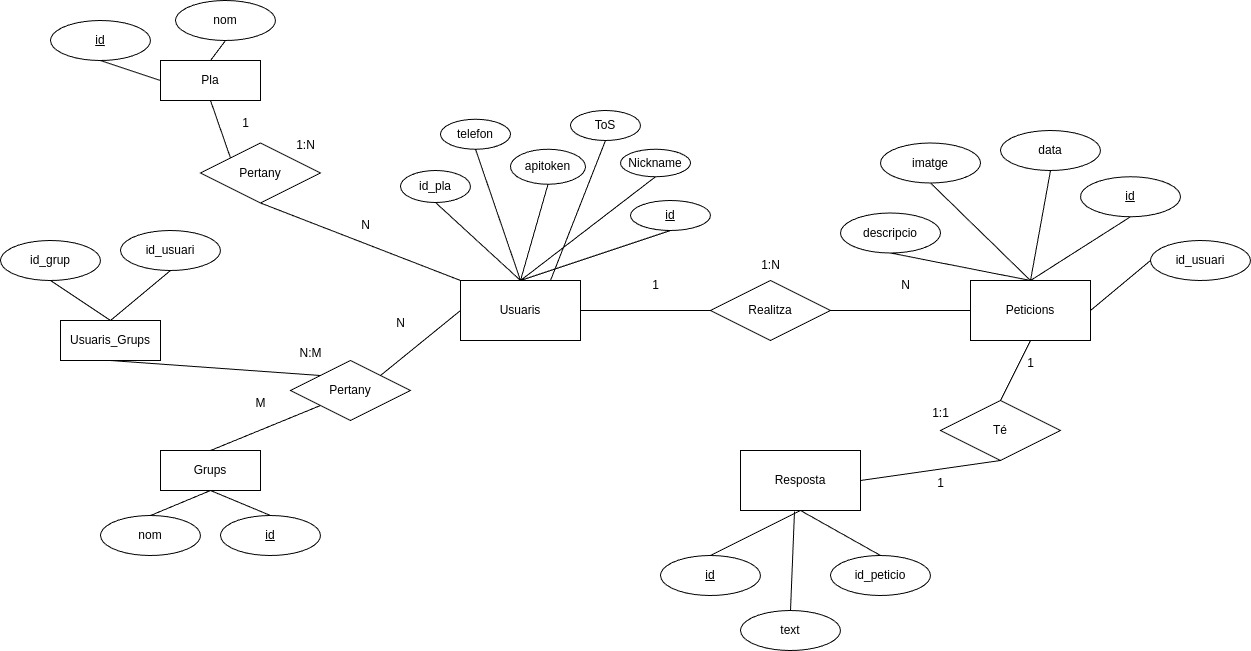 nom
id
Pla
1
1:N
Pertany
N
telefon
ToS
apitoken
Nickname
id_pla
id
imatge
data
id
descripcio
id_usuari
id_grup
id_usuari
Usuaris_Grups
Usuaris
1
1:N
Realitza
N
Peticions
N
N:M
Pertany
M
Grups
nom
id
1
1:1
Té
1
Resposta
id
id_peticio
text